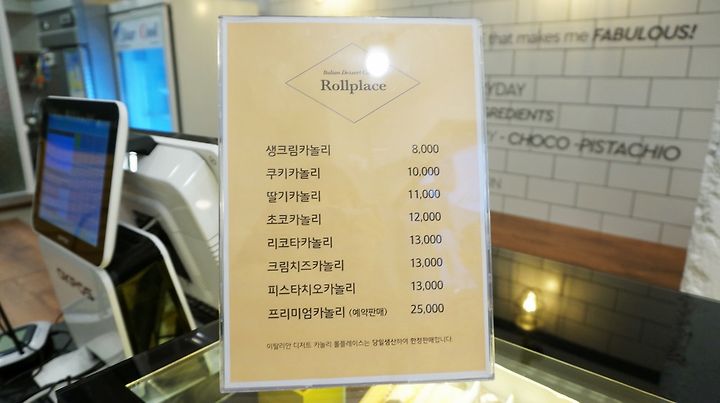 Italian Dessert
Rollplace
생크림카놀리 8,000
쿠키카놀리 10,000
딸기카놀리 11,000
초코카놀리 12,000
리코타카놀리 13,000
크림치즈카놀리 13,000
피스타치오카놀리 13,000
프리미엄카놀리 (예약판매) 25,000
이탈리안 디저트 카놀리 롤플레이스는 당일생산하여 한정판매합니다.
that makes me FABULOUS!
- CHOCO - PISTACHIO
OKPOS